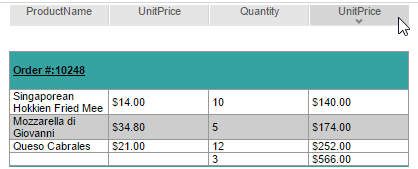 ProductName UnitPrice Quantity UnitPrice
Order #:10248
Singaporean
Hokkien Fried Mee $14.00 10 $140.00
Mozzarella di
Giovanni $34.80 5 $174.00
Queso Cabrales $21.00 12 $252.00
3 $566.00